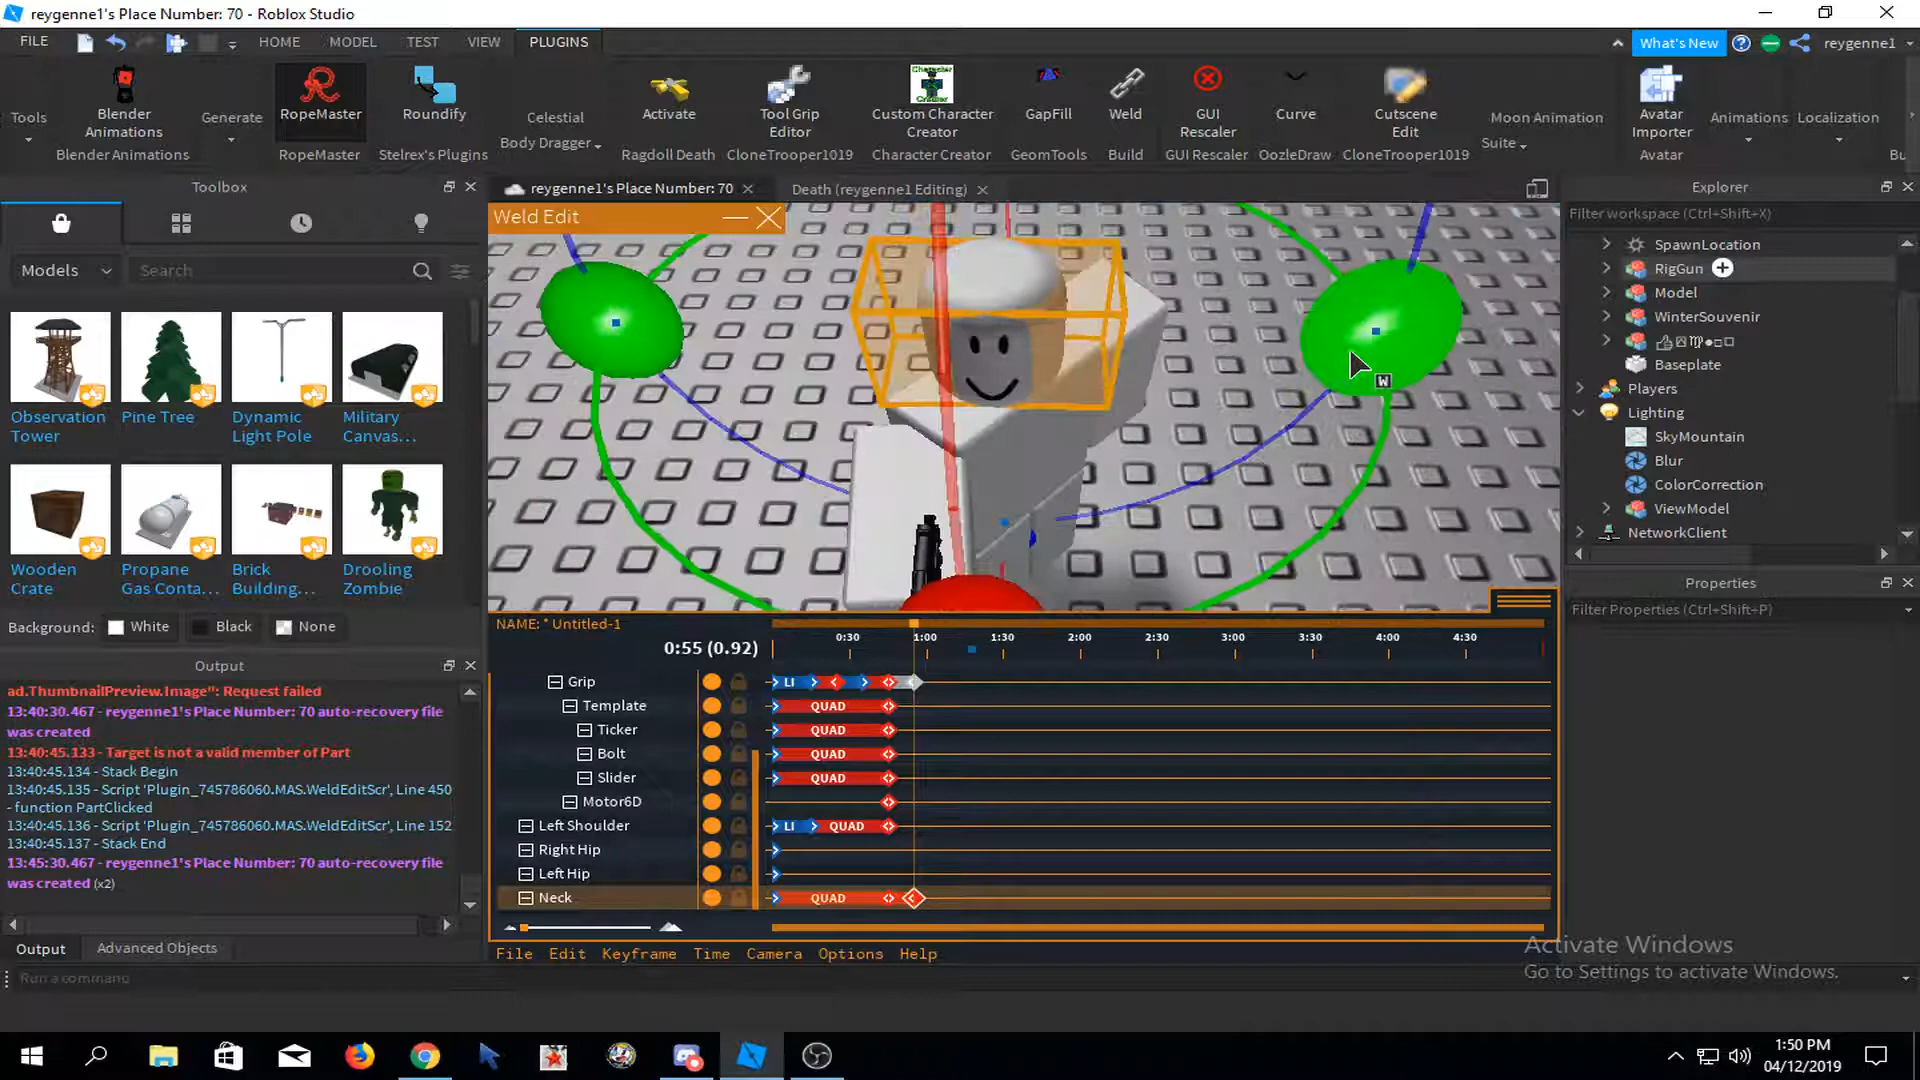 reygenne1's Place Number: 70 - Roblox Studio
FILE
HOME
MODEL
TEST
VIEW
PLUGINS
What's New
reygenne1
Tools
Blender
Animations
Blender Animations
Generate
RopeMaster
RopeMaster
Roundify
Stelrex's Plugins
Celestial
Body Dragger
Activate
Ragdoll Death
Tool Grip
Editor
CloneTrooper1019
Custom Character
Creator
Character Creator
GapFill
GeomTools
Weld
Build
GUI
Rescaler
GUI Rescaler
Curve
OozleDraw
Cutscene
Edit
CloneTrooper1019
Moon Animation
Suite
Avatar
Importer
Avatar
Animations
Localization
Bu
Toolbox
Models
Search
Observation
Tower
Pine Tree
Dynamic
Light Pole
Military
Canvas...
Wooden
Crate
Propane
Gas Conta...
Brick
Building...
Drooling
Zombie
Background:
White
Black
None
Output
ad.ThumbnailPreview.Image": Request failed
13:40:30.467 - reygenne1's Place Number: 70 auto-recovery file
was created
13:40:45.133 - Target is not a valid member of Part
13:40:45.134 - Stack Begin
13:40:45.135 - Script 'Plugin_745786060.MAS.WeldEditScr', Line 450
- function PartClicked
13:40:45.136 - Script 'Plugin_745786060.MAS.WeldEditScr', Line 152
13:40:45.137 - Stack End
13:45:30.467 - reygenne1's Place Number: 70 auto-recovery file
was created (x2)
Output
Advanced Objects
Run a command
reygenne1's Place Number: 70
Death (reygenne1 Editing)
Weld Edit
W
NAME: * Untitled-1
0:55 (0.92)
0:30
1:00
1:30
2:00
2:30
3:00
3:30
4:00
4:30
Grip
LI
Template
QUAD
Ticker
QUAD
Bolt
QUAD
Slider
QUAD
Motor6D
Left Shoulder
LI
QUAD
Right Hip
Left Hip
Neck
QUAD
File
Edit
Keyframe
Time
Camera
Options
Help
Explorer
Filter workspace (Ctrl+Shift+X)
SpawnLocation
RigGun
Model
WinterSouvenir
Baseplate
Players
Lighting
SkyMountain
Blur
ColorCorrection
ViewModel
NetworkClient
Properties
Filter Properties (Ctrl+Shift+P)
Activate Windows
Go to Settings to activate Windows.
1:50 PM
04/12/2019